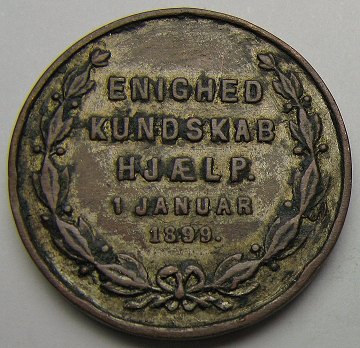 ENIGHED
KUNDSKAB
HJÆLP.
1 JANUAR
1899.